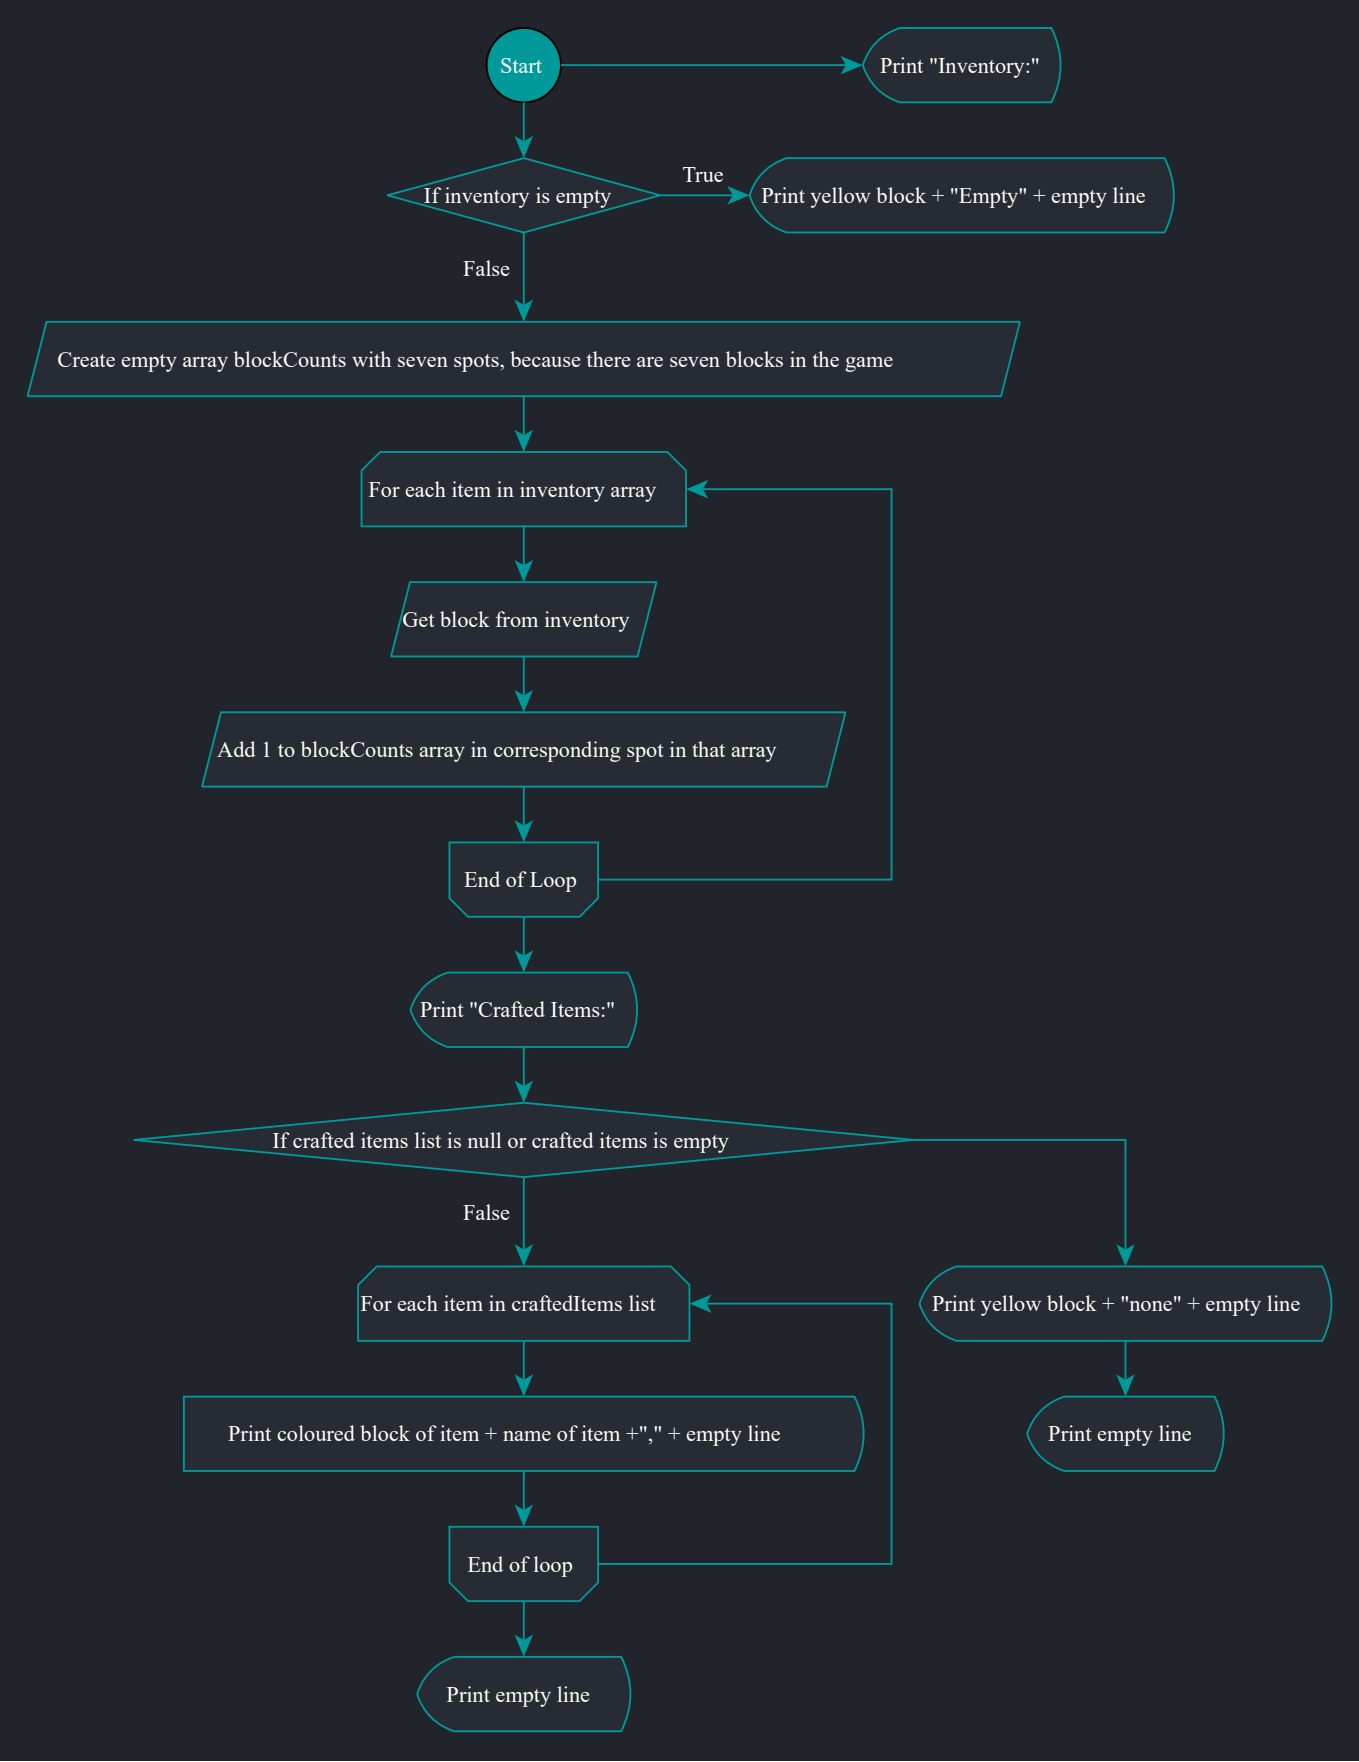 Start
Print "Inventory:"
If inventory is empty
True
Print yellow block + "Empty" + empty line
False
Create empty array blockCounts with seven spots, because there are seven blocks in the game
For each item in inventory array
Get block from inventory
Add 1 to blockCounts array in corresponding spot in that array
End of Loop
Print "Crafted Items:"
If crafted items list is null or crafted items is empty
False
For each item in craftedItems list
Print yellow block + "none" + empty line
Print coloured block of item + name of item +"," + empty line
Print empty line
End of loop
Print empty line